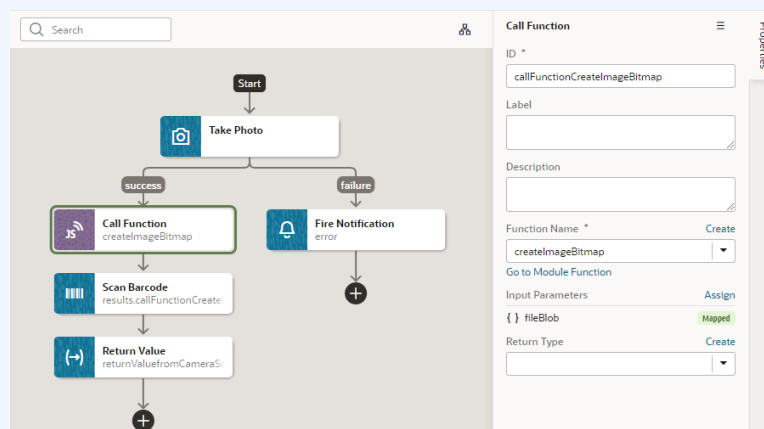 Search
Start
Take Photo
success
failure
JS
Call Function
createImageBitmap
Fire Notification
error
Scan Barcode
results.callFunctionCreateI
Return Value
returnValuefromCameraSc
Call Function
ID *
callFunctionCreateImageBitmap
Label
Description
Function Name *
Create
createImageBitmap
Go to Module Function
Input Parameters
Assign
{ } fileBlob
Mapped
Return Type
Create
Properties